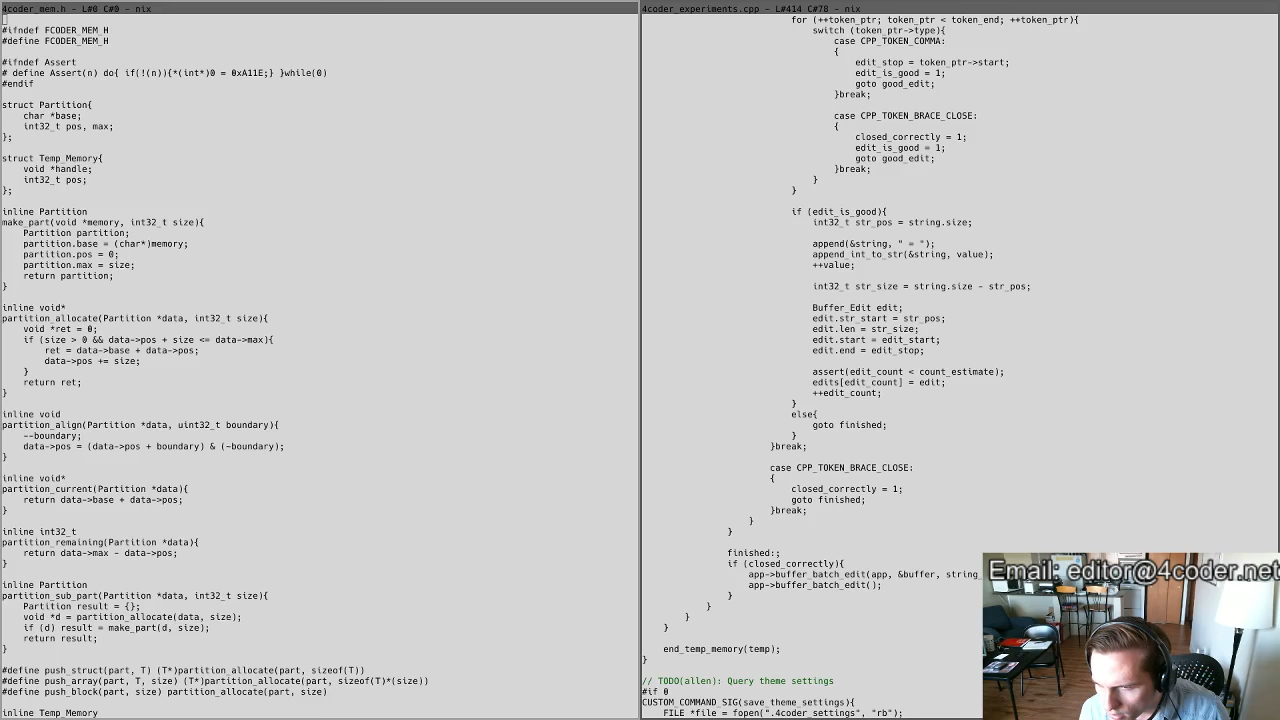 4coder_mem.h - L#0 C#0 - nix
#ifndef FCODER_MEM_H
#define FCODER_MEM_H
#ifndef Assert
# define Assert(n) do{ if(!(n)){*(int*)0 = 0xA11E;} }while(0)
#endif
struct Partition{
char *base;
int32_t pos, max;
};
struct Temp_Memory{
void *handle;
int32_t pos;
};
inline Partition
make_part(void *memory, int32_t size){
Partition partition;
partition.base = (char*)memory;
partition.pos = 0;
partition.max = size;
return partition;
}
inline void*
partition_allocate(Partition *data, int32_t size){
void *ret = 0;
if (size > 0 && data->pos + size <= data->max){
ret = data->base + data->pos;
data->pos += size;
}
return ret;
}
inline void
partition_align(Partition *data, uint32_t boundary){
--boundary;
data->pos = (data->pos + boundary) & (~boundary);
}
inline void*
partition_current(Partition *data){
return data->base + data->pos;
}
inline int32_t
partition_remaining(Partition *data){
return data->max - data->pos;
}
inline Partition
partition_sub_part(Partition *data, int32_t size){
Partition result = {};
void *d = partition_allocate(data, size);
if (d) result = make_part(d, size);
return result;
}
#define push_struct(part, T) (T*)partition_allocate(part, sizeof(T))
#define push_array(part, T, size) (T*)partition_allocate(part, sizeof(T)*(size))
#define push_block(part, size) partition_allocate(part, size)
inline Temp_Memory
4coder_experiments.cpp - L#414 C#78 - nix
for (++token_ptr; token_ptr < token_end; ++token_ptr){
switch (token_ptr->type){
case CPP_TOKEN_COMMA:
{
edit_stop = token_ptr->start;
edit_is_good = 1;
goto good_edit;
}break;
case CPP_TOKEN_BRACE_CLOSE:
{
closed_correctly = 1;
edit_is_good = 1;
goto good_edit;
}break;
}
}
if (edit_is_good){
int32_t str_pos = string.size;
append(&string, " = ");
append_int_to_str(&string, value);
++value;
int32_t str_size = string.size - str_pos;
Buffer_Edit edit;
edit.str_start = str_pos;
edit.len = str_size;
edit.start = edit_start;
edit.end = edit_stop;
assert(edit_count < count_estimate);
edits[edit_count] = edit;
++edit_count;
}
else{
goto finished;
}
}break;
case CPP_TOKEN_BRACE_CLOSE:
{
closed_correctly = 1;
goto finished;
}break;
}
}
finished:;
if (closed_correctly){
app->buffer_batch_edit(app, &buffer, string_
app->buffer_batch_edit();
}
}
}
}
end_temp_memory(temp);
}
// TODO(allen): Query theme settings
#if 0
CUSTOM_COMMAND_SIG(save_theme_settings){
FILE *file = fopen(".4coder_settings", "rb");
Email: editor@4coder.net